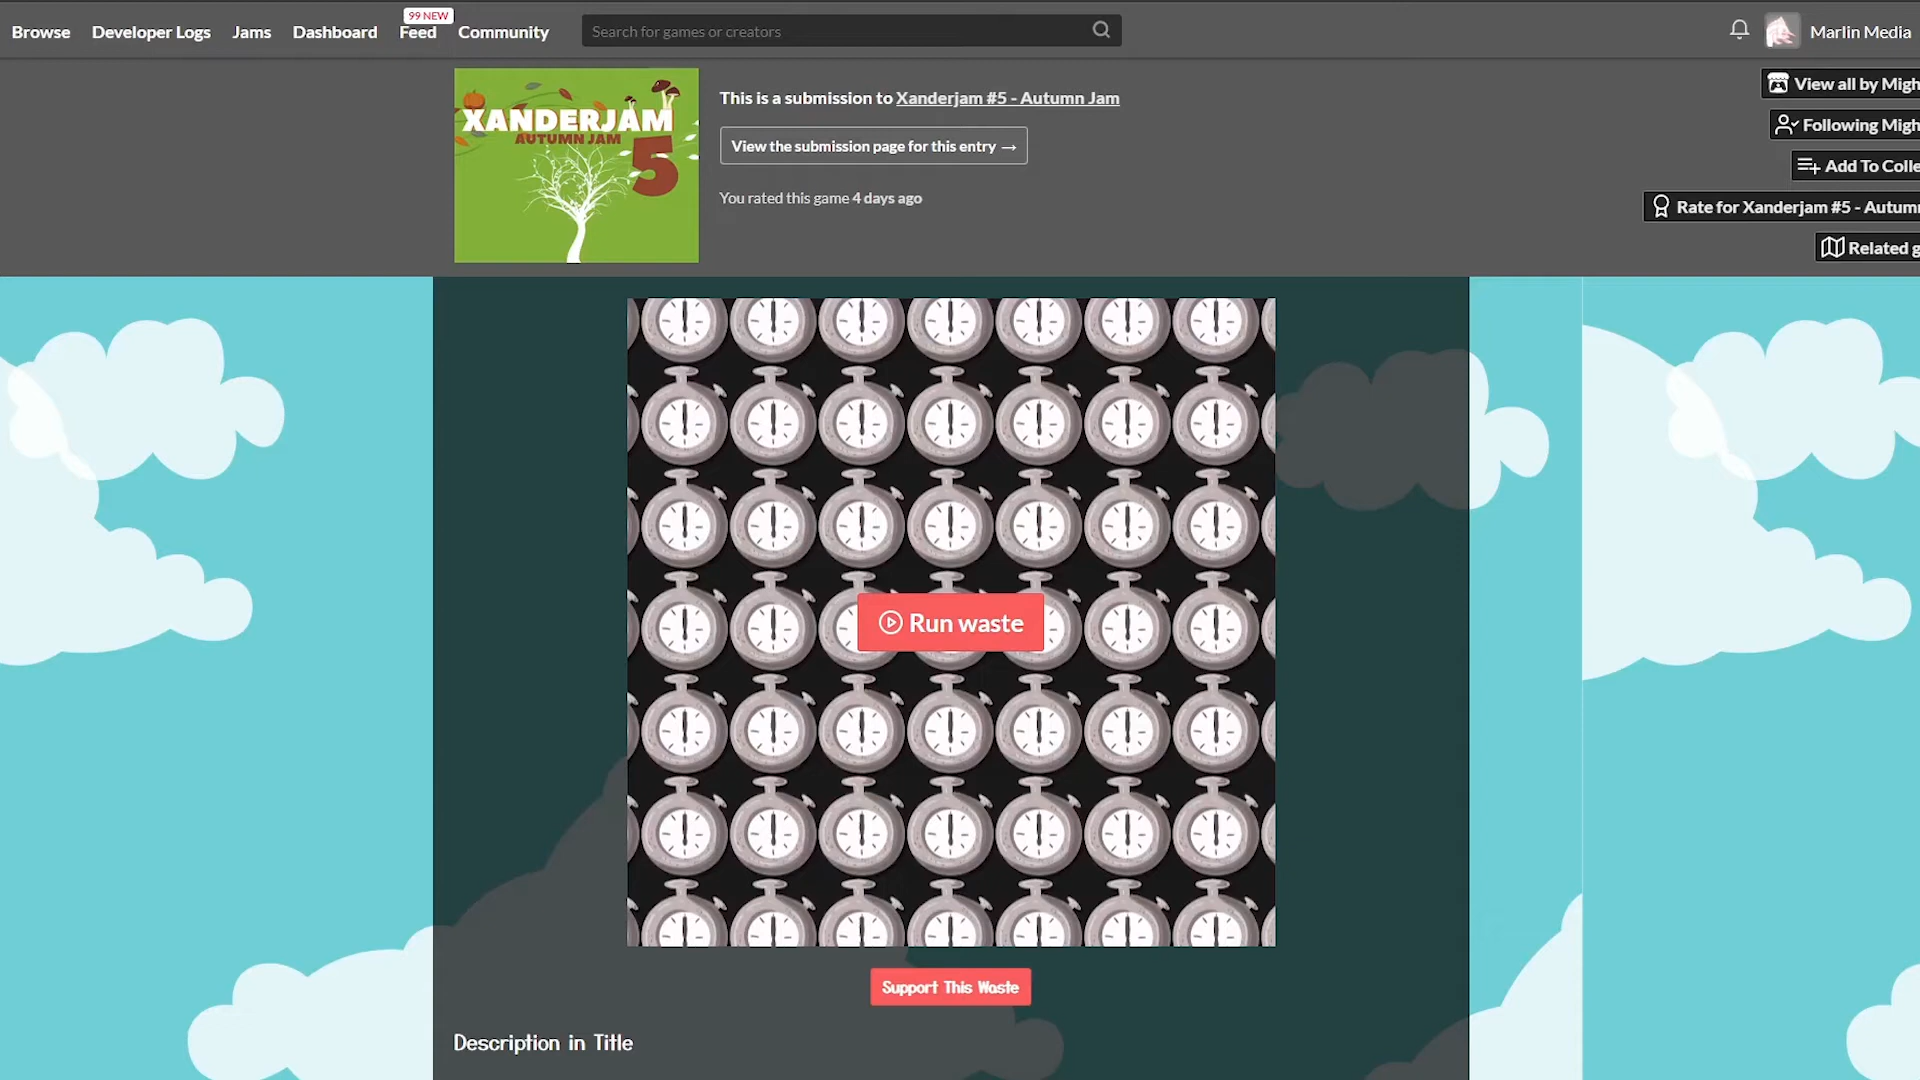 Browse
Developer Logs
Jams
Dashboard
99 NEW
Feed
Community
Search for games or creators
Marlin Media
XANDERJAM
AUTUMN JAM
5
This is a submission to Xanderjam #5 - Autumn Jam
View the submission page for this entry →
You rated this game 4 days ago
View all by Migh
Following Migh
Add To Colle
Rate for Xanderjam #5 - Autum
Related g
Run waste
Support This Waste
Description in Title